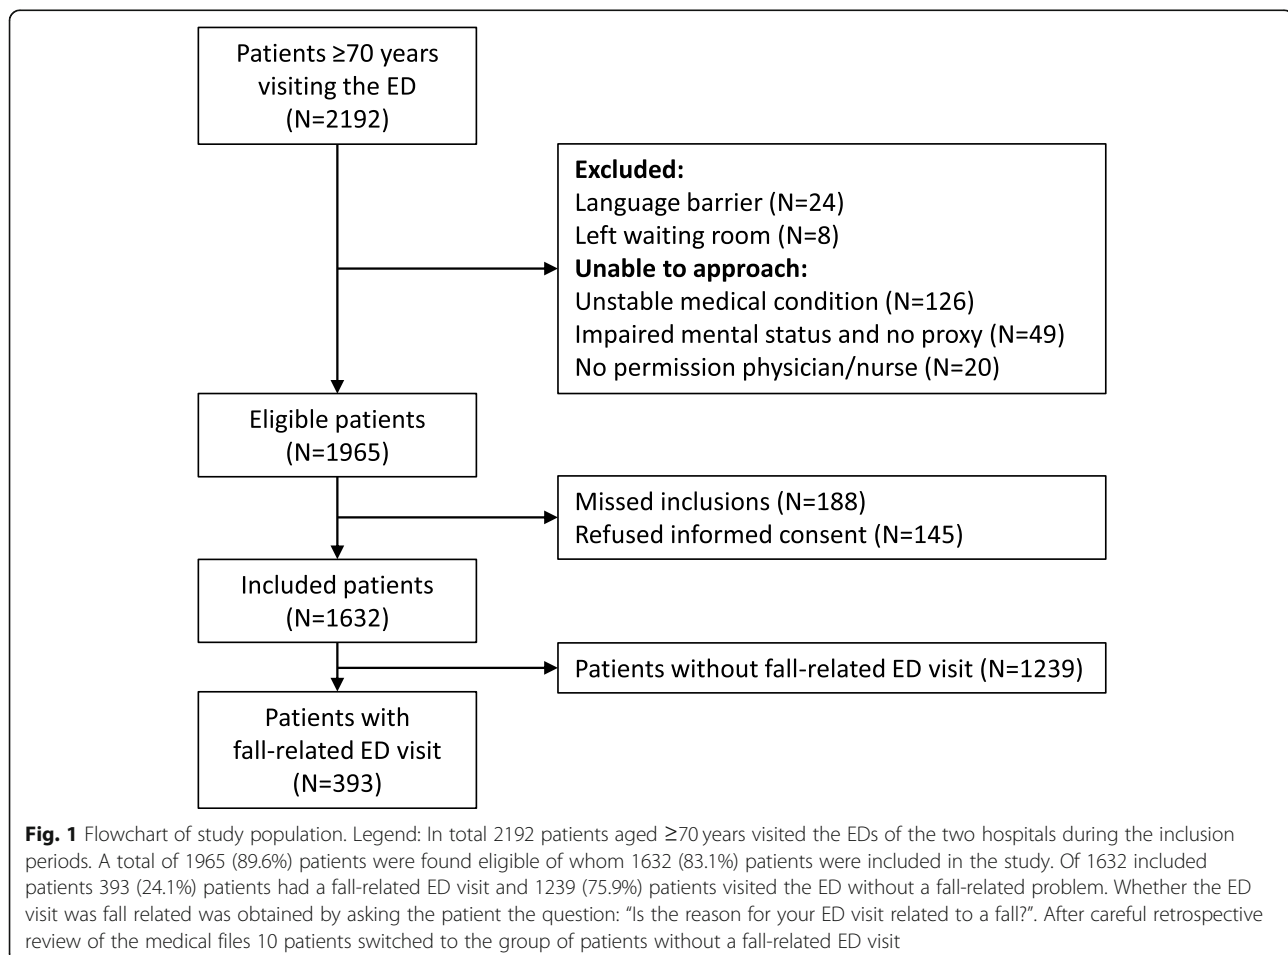 Patients ≥70 years
visiting the ED
(N=2192)
Excluded:
Language barrier (N=24)
Left waiting room (N=8)
Unable to approach:
Unstable medical condition (N=126)
Impaired mental status and no proxy (N=49)
No permission physician/nurse (N=20)
Eligible patients
(N=1965)
Missed inclusions (N=188)
Refused informed consent (N=145)
Included patients
(N=1632)
Patients without fall-related ED visit (N=1239)
Patients with
fall-related ED visit
(N=393)
Fig. 1 Flowchart of study population. Legend: In total 2192 patients aged ≥70 years visited the EDs of the two hospitals during the inclusion
periods. A total of 1965 (89.6%) patients were found eligible of whom 1632 (83.1%) patients were included in the study. Of 1632 included
patients 393 (24.1%) patients had a fall-related ED visit and 1239 (75.9%) patients visited the ED without a fall-related problem. Whether the ED
visit was fall related was obtained by asking the patient the question: “Is the reason for your ED visit related to a fall?”. After careful retrospective
review of the medical files 10 patients switched to the group of patients without a fall-related ED visit